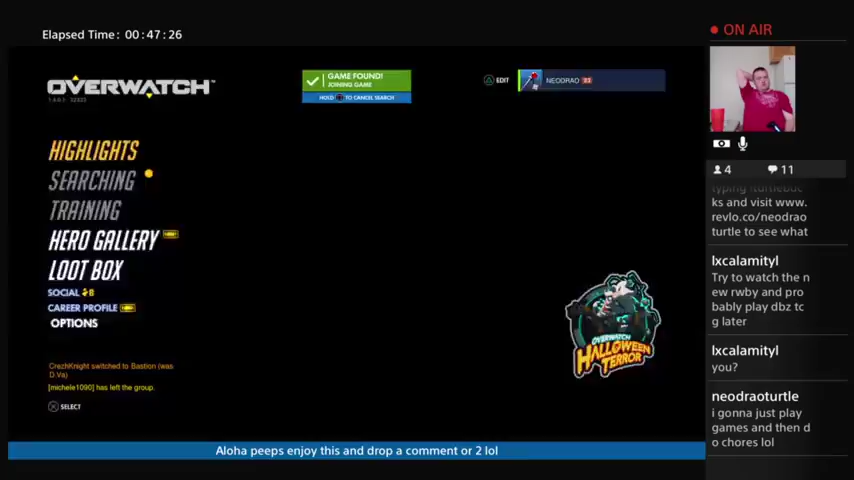 Elapsed Time: 00:47:26
ON AIR
OVERWATCH
GAME FOUND!
JOINING GAME
HOLD TO CANCEL SEARCH
EDIT
NEODRAO
HIGHLIGHTS
SEARCHING
TRAINING
HERO GALLERY
LOOT BOX
SOCIAL 8
CAREER PROFILE
OPTIONS
CrezhKnight switched to Bastion (was
D.Va)
[michele1090] has left the group.
SELECT
OVERWATCH
HALLOWEEN
TERROR
Aloha peeps enjoy this and drop a comment or 2 lol
4 11
ks and visit www.
revlo.co/neodrao
turtle to see what
lxcalamityl
Try to watch the n
ew rwby and pro
bably play dbz tc
g later
lxcalamityl
you?
neodraoturtle
i gonna just play
games and then d
o chores lol